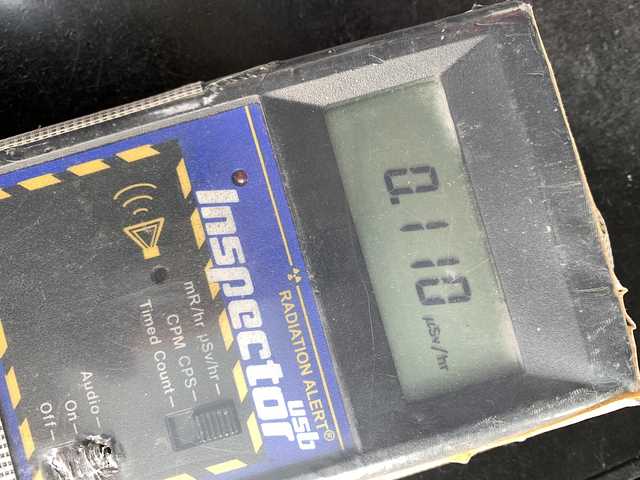 0.110
µSv/hr
RADIATION ALERT®
Inspector
usb
mR/hr µSv/hr
CPM CPS
Timed Count
Audio
On
Off